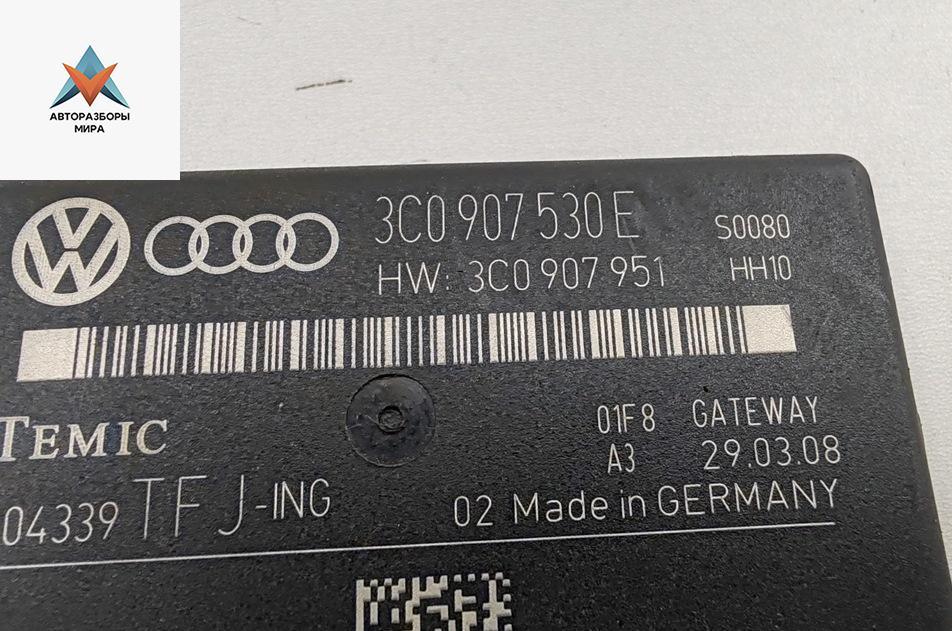 АВТОРАЗБОРЫ
МИРА
3C0 907 530 E
S0080
HW: 3C0 907 951
HH10
TEMIC
01F8 GATEWAY
A3 29.03.08
04339 TF J-ING
02 Made in GERMANY